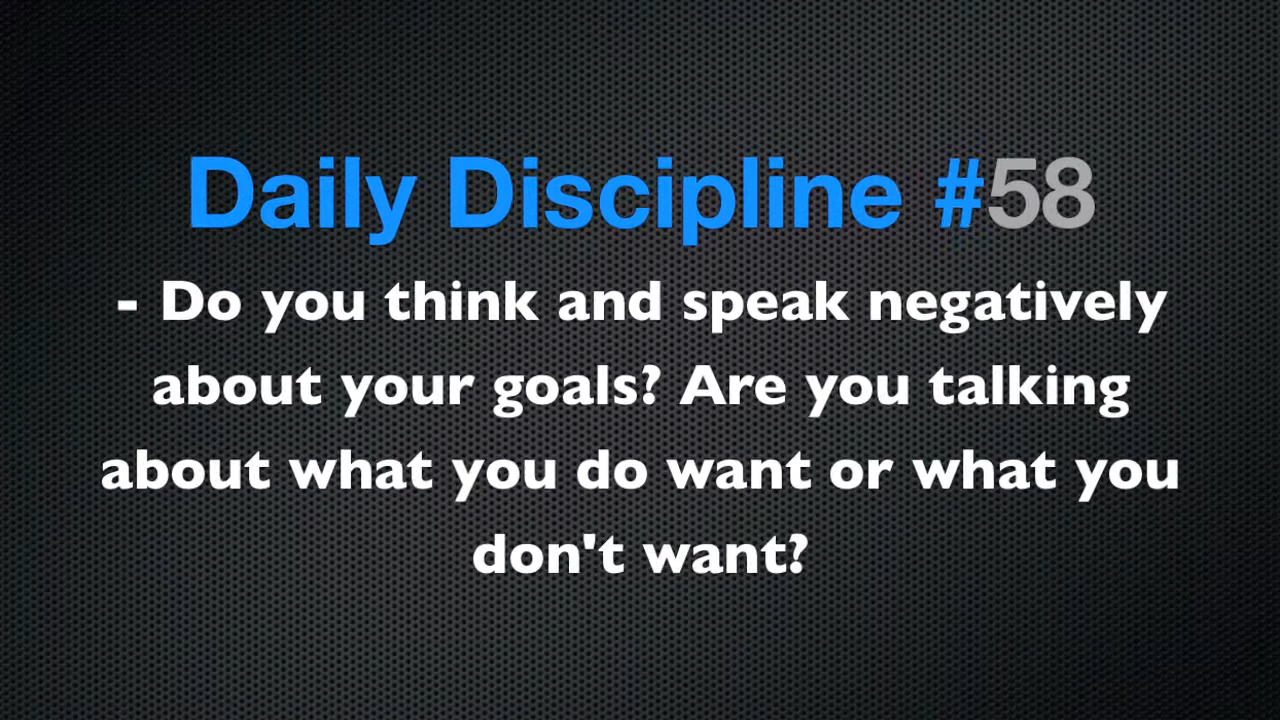 Daily Discipline #58
- Do you think and speak negatively
about your goals? Are you talking
about what you do want or what you
don't want?